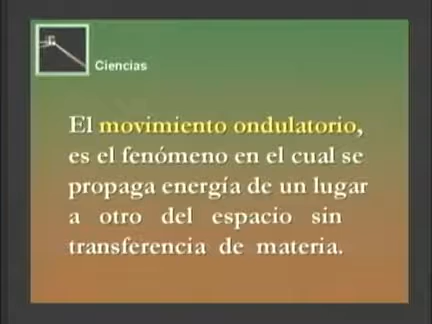 Ciencias
El movimiento ondulatorio,
es el fenómeno en el cual se
propaga energía de un lugar
a otro del espacio sin
transferencia de materia.